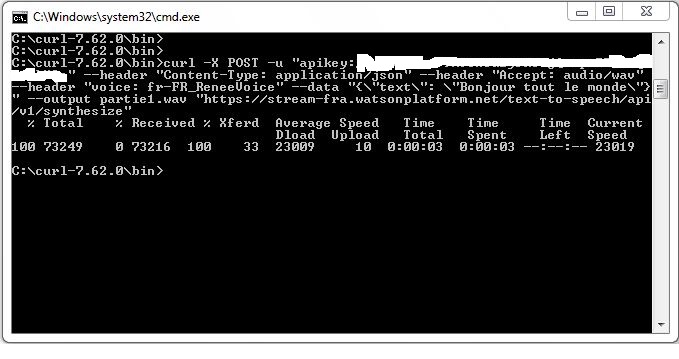 C:\Windows\system32\cmd.exe
C:\curl-7.62.0\bin>
C:\curl-7.62.0\bin>
C:\curl-7.62.0\bin>curl -X POST -u "apikey:
" --header "Content-Type: application/json" --header "Accept: audio/wav"
--header "voice: fr-FR_ReneeVoice" --data "{\"text\": \"Bonjour tout le monde\"}
" --output partie1.wav "https://stream-fra.watsonplatform.net/text-to-speech/api
/v1/synthesize"
% Total % Received % Xferd Average Speed Time Time Time Current
Dload Upload Total Spent Left Speed
100 73249 0 73216 100 33 23009 10 0:00:03 0:00:03 --:--:-- 23019
C:\curl-7.62.0\bin>